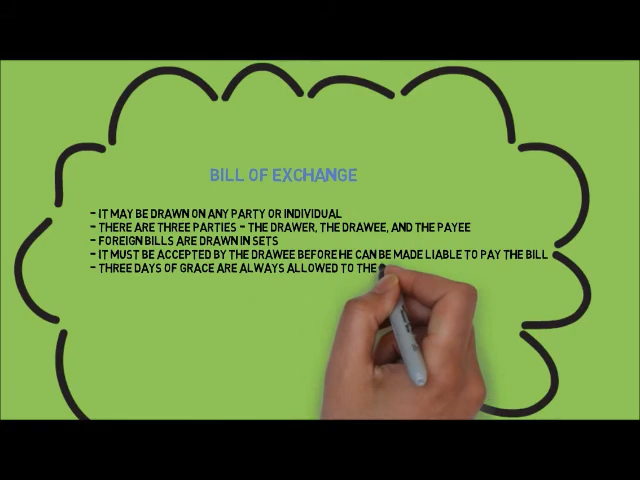 BILL OF EXCHANGE
- IT MAY BE DRAWN ON ANY PARTY OR INDIVIDUAL
- THERE ARE THREE PARTIES - THE DRAWER, THE DRAWEE, AND THE PAYEE
- FOREIGN BILLS ARE DRAWN IN SETS
- IT MUST BE ACCEPTED BY THE DRAWEE BEFORE HE CAN BE MADE LIABLE TO PAY THE BILL
- THREE DAYS OF GRACE ARE ALWAYS ALLOWED TO THE